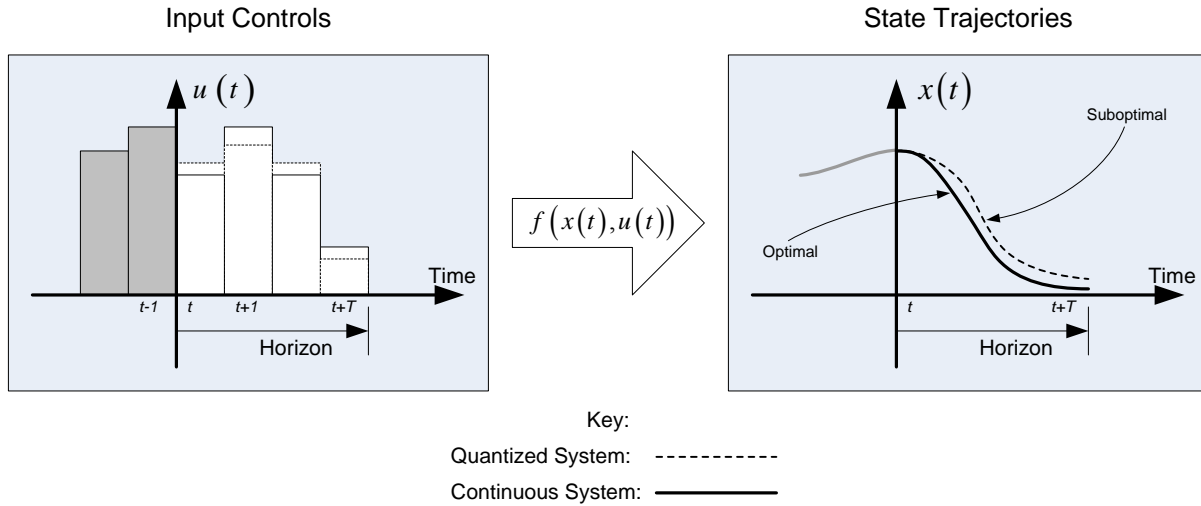 Input Controls
State Trajectories
u(t)
Time
t-1
t
t+1
t+T
Horizon
f(x(t),u(t))
x(t)
Suboptimal
Optimal
Time
t
t+T
Horizon
Key:
Quantized System:
Continuous System: